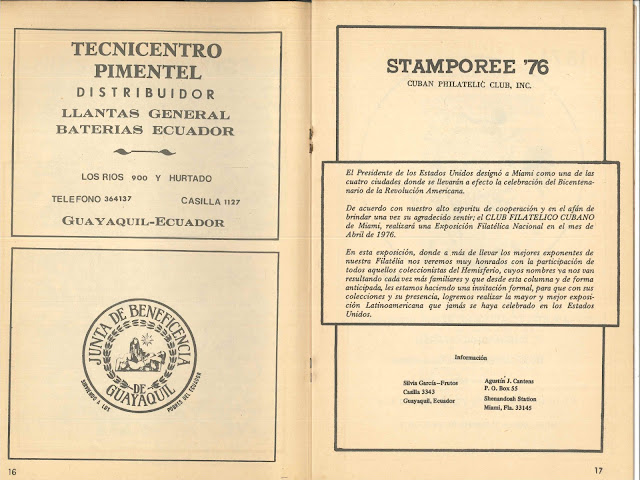 TECNICENTRO
PIMENTEL
DISTRIBUIDOR
LLANTAS GENERAL
BATERIAS ECUADOR
LOS RIOS 900 Y HURTADO
TELEFONO 364137 CASILLA 1127
GUAYAQUIL-ECUADOR
JUNTA DE BENEFICENCIA
DE
GUAYAQUIL
SIRVIENDO A LOS POBRES DEL ECUADOR
16
STAMPOREE '76
CUBAN PHILATELIC CLUB, INC.
El Presidente de los Estados Unidos designó a Miami como una de las
cuatro ciudades donde se llevarán a efecto la celebración del Bicentena-
nario de la Revolución Americana.
De acuerdo con nuestro alto espíritu de cooperación y en el afán de
brindar una vez su agradecido sentir; el CLUB FILATELICO CUBANO
de Miami, realizará una Exposición Filatélica Nacional en el mes de
Abril de 1976.
En esta exposición, donde a más de llevar los mejores exponentes de
nuestra Filatélia nos veremos muy honrados con la participación de
todos aquellos coleccionistas del Hemisferio, cuyos nombres ya nos van
resultando cada ves más familiares y que desde esta columna y de forma
anticipada, les estamos haciendo una invitación formal, para que con sus
colecciones y su presencia, logremos realizar la mayor y mejor exposi-
ción Latinoamericana que jamás se haya celebrado en los Estados
Unidos.
Información
Silvia García-Frutos
Casilla 3343
Guayaquil, Ecuador
Agustín J. Cantens
P. O. Box 55
Shenandoah Station
Miami, Fla. 33145
17